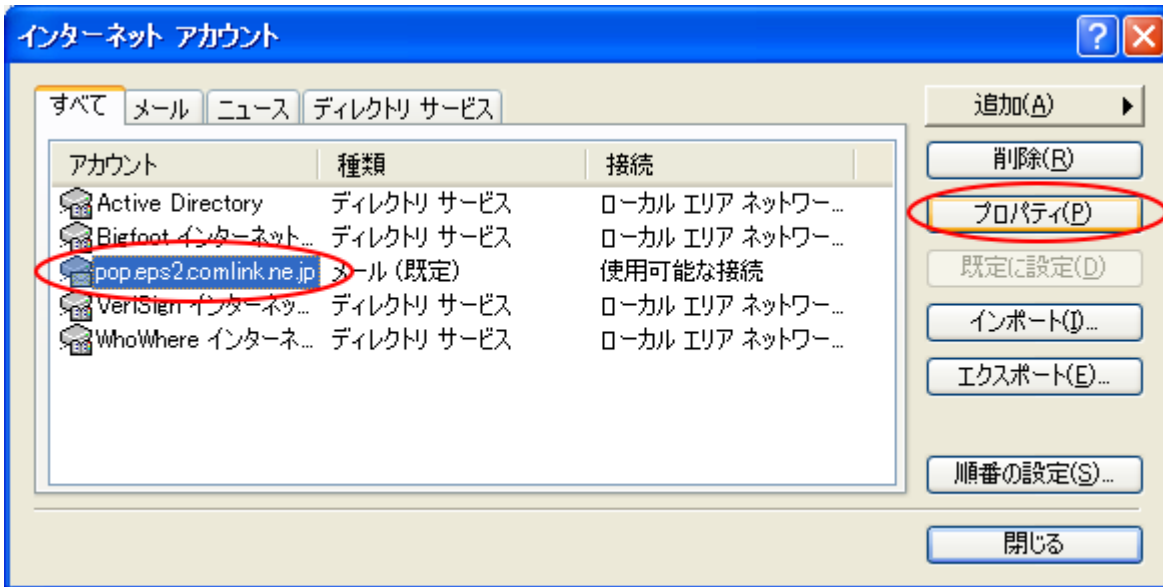 インターネット アカウント
すべて メール ニュース ディレクトリ サービス
アカウント 種類 接続
Active Directory ディレクトリ サービス ローカル エリア ネットワー...
Bigfoot インターネット... ディレクトリ サービス ローカル エリア ネットワー...
pop.eps2.comlink.ne.jp メール (既定) 使用可能な接続
VeriSign インターネッ... ディレクトリ サービス ローカル エリア ネットワー...
WhoWhere インターネ... ディレクトリ サービス ローカル エリア ネットワー...
追加(A)
削除(R)
プロパティ(P)
既定に設定(D)
インポート(I)...
エクスポート(E)...
順番の設定(S)...
閉じる